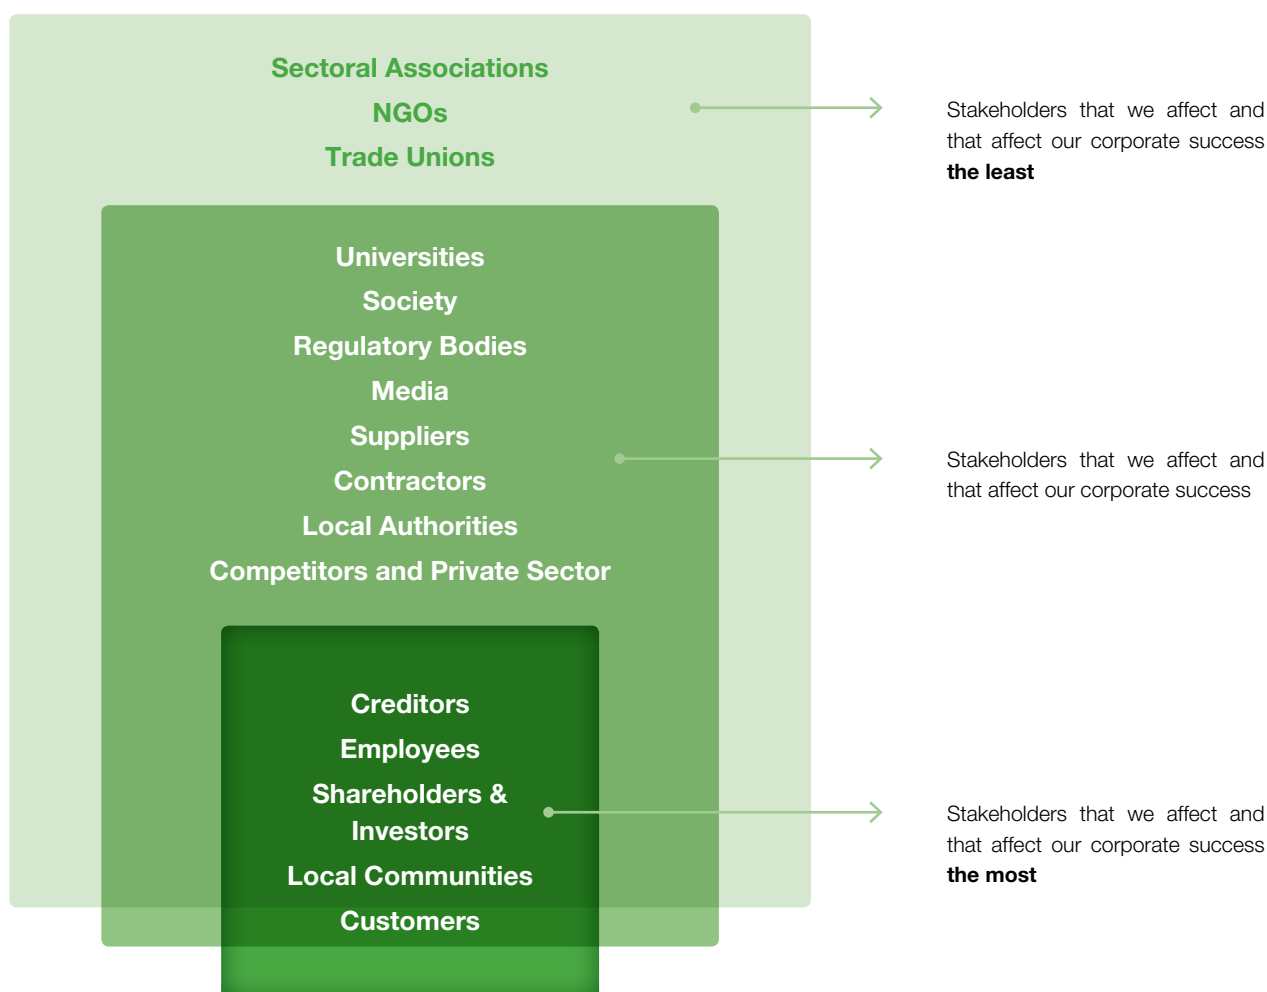 Sectoral Associations
NGOs
Trade Unions
Stakeholders that we affect and
that affect our corporate success
the least
Universities
Society
Regulatory Bodies
Media
Suppliers
Contractors
Local Authorities
Competitors and Private Sector
Stakeholders that we affect and
that affect our corporate success
Creditors
Employees
Shareholders &
Investors
Local Communities
Customers
Stakeholders that we affect and
that affect our corporate success
the most